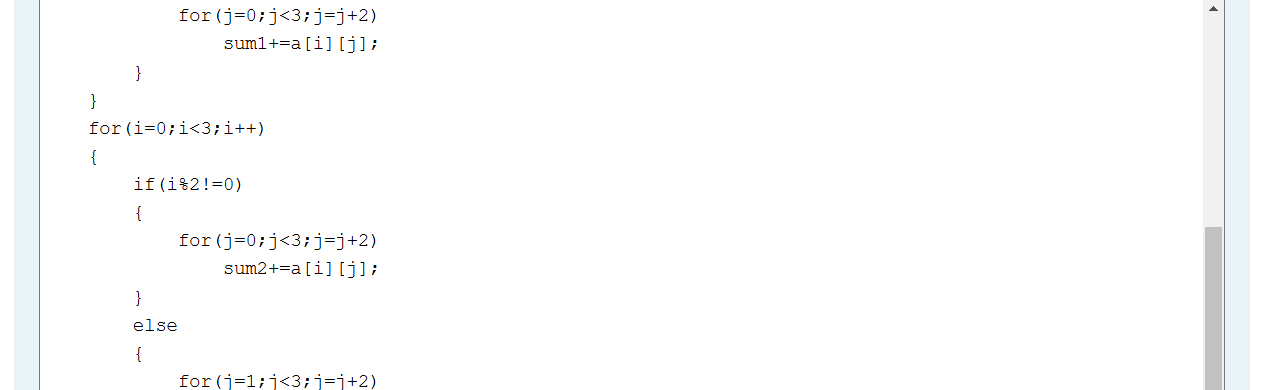 for(j=0;j<3;j=j+2)
sum1+=a[i][j];
}
}
for(i=0;i<3;i++)
{
if(i%2!=0)
{
for(j=0;j<3;j=j+2)
sum2+=a[i][j];
}
else
{
for(j=1;j<3;j=j+2)